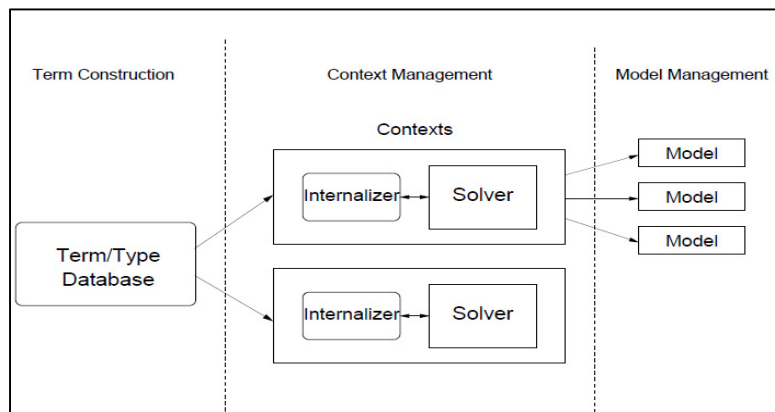 Term Construction
Context Management
Model Management
Contexts
Internalizer
Solver
Model
Model
Model
Term/Type
Database
Internalizer
Solver